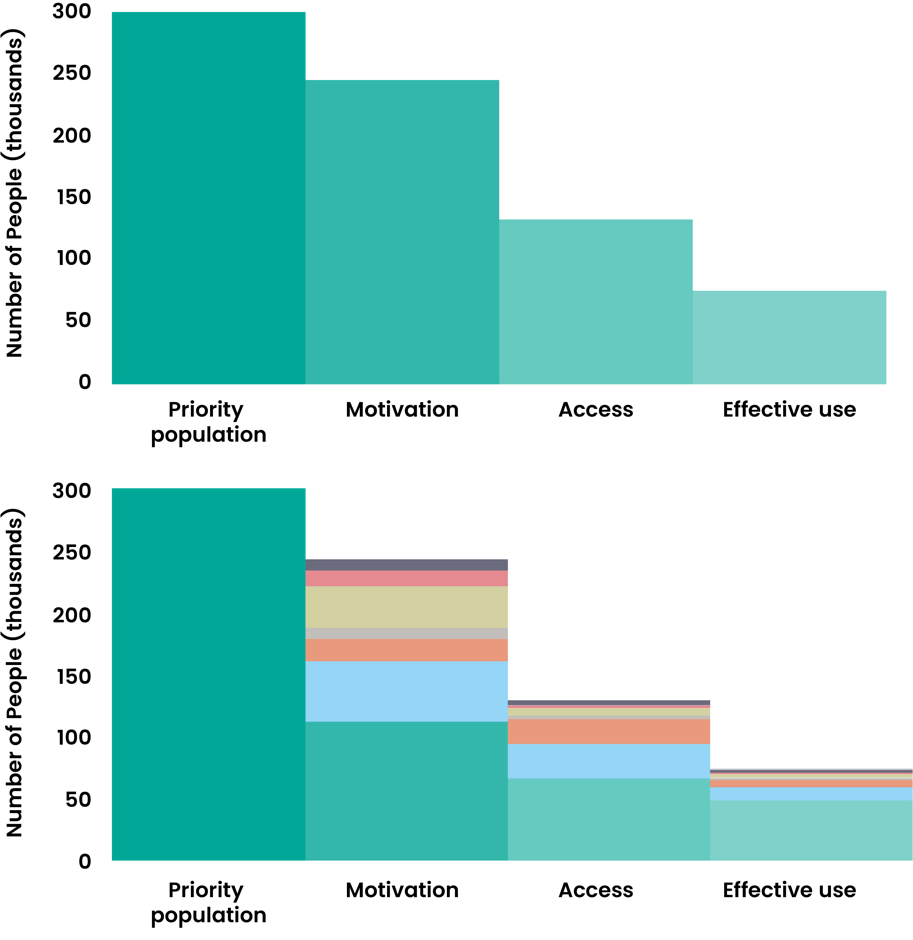 Number of People (thousands)
300
250
200
150
100
50
0
Priority
population
Motivation
Access
Effective use
Number of People (thousands)
300
250
200
150
100
50
0
Priority
population
Motivation
Access
Effective use